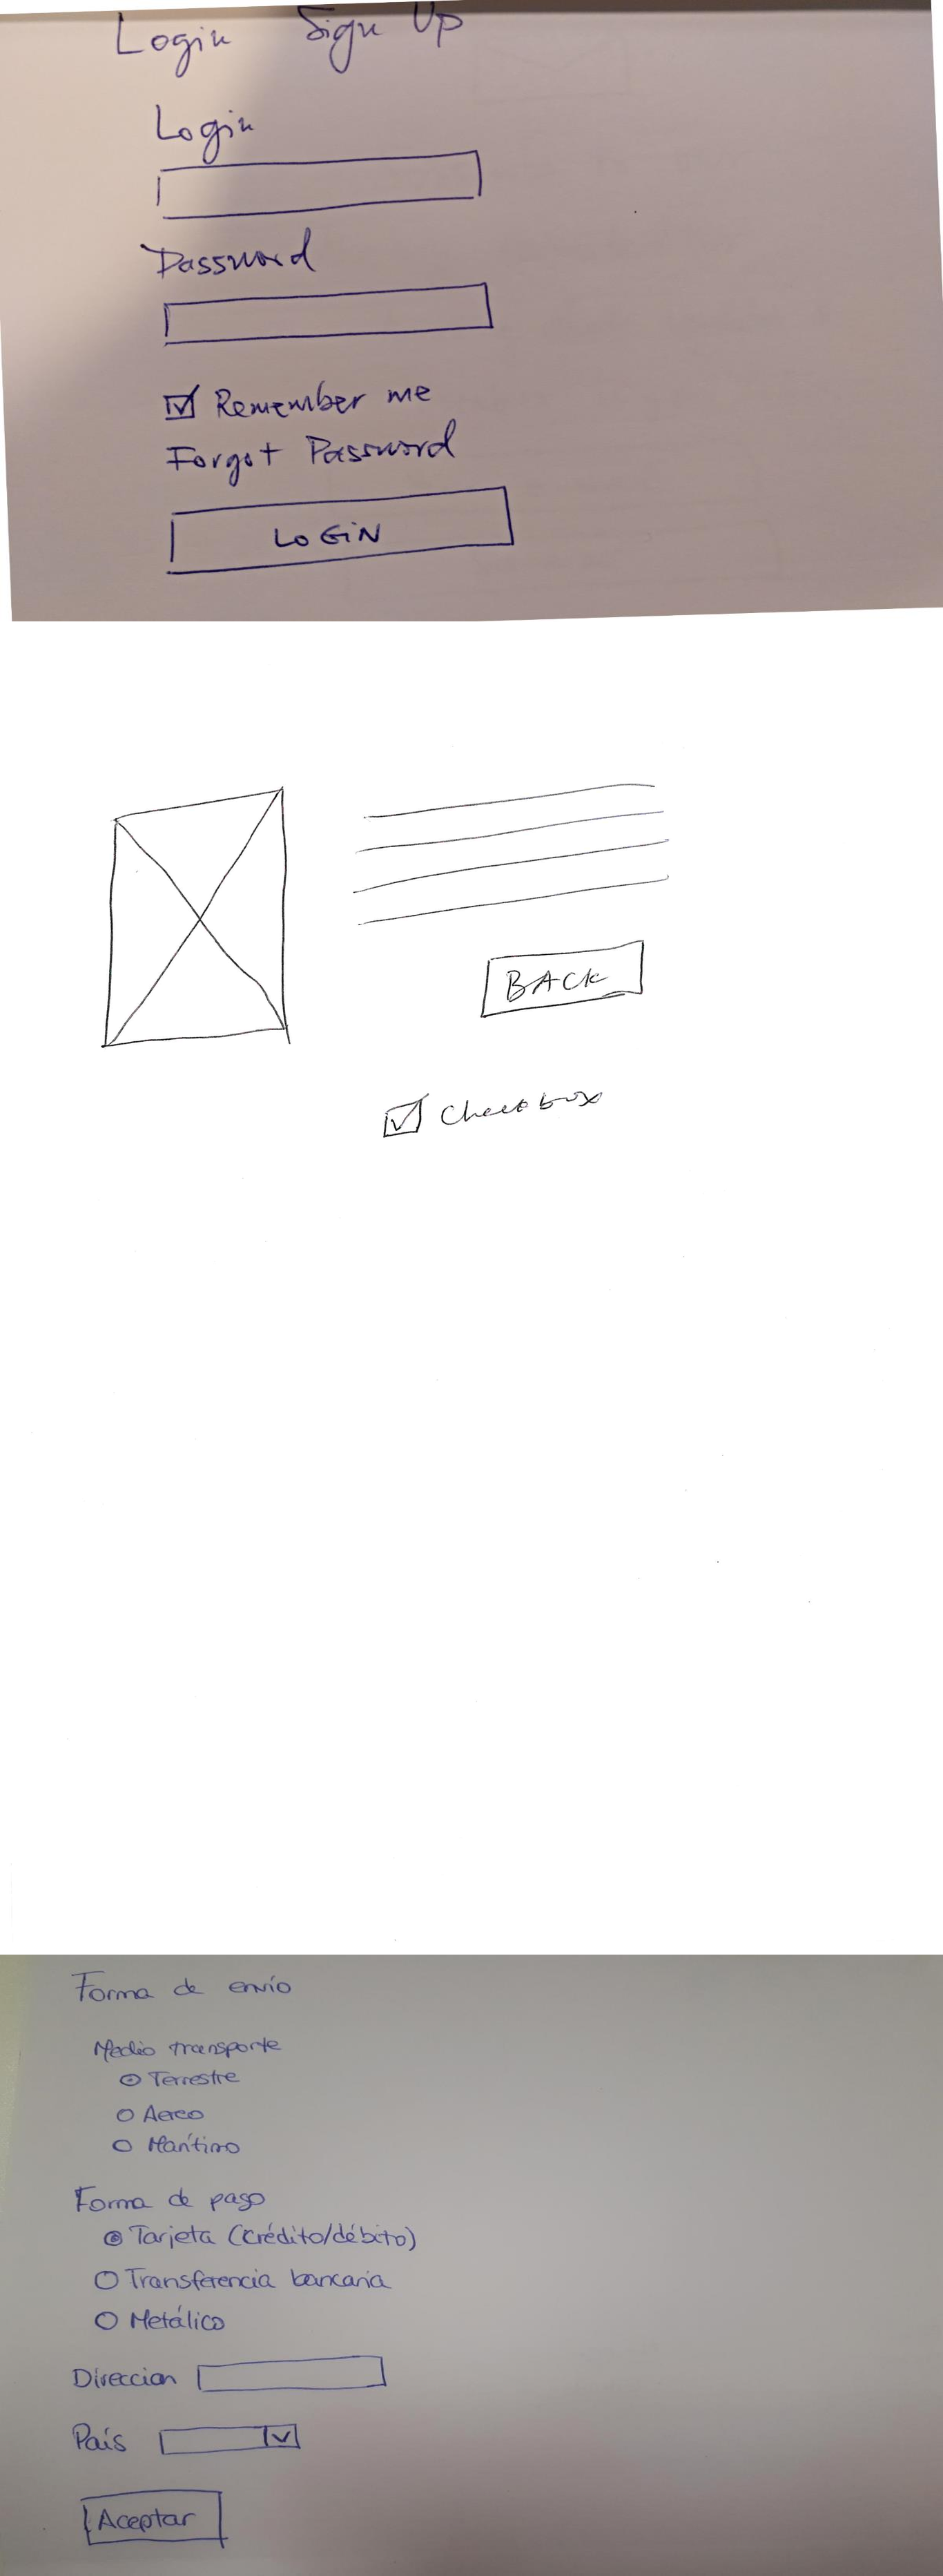 Login Sign Up
Login
Password
Remember me
Forgot Password
LOGIN
BACK
Checkbox
Forma de envío
Medio transporte
Terrestre
Aereo
Marítimo
Forma de pago
Tarjeta (crédito/débito)
Transferencia bancaria
Metálico
Direccion
País
Aceptar